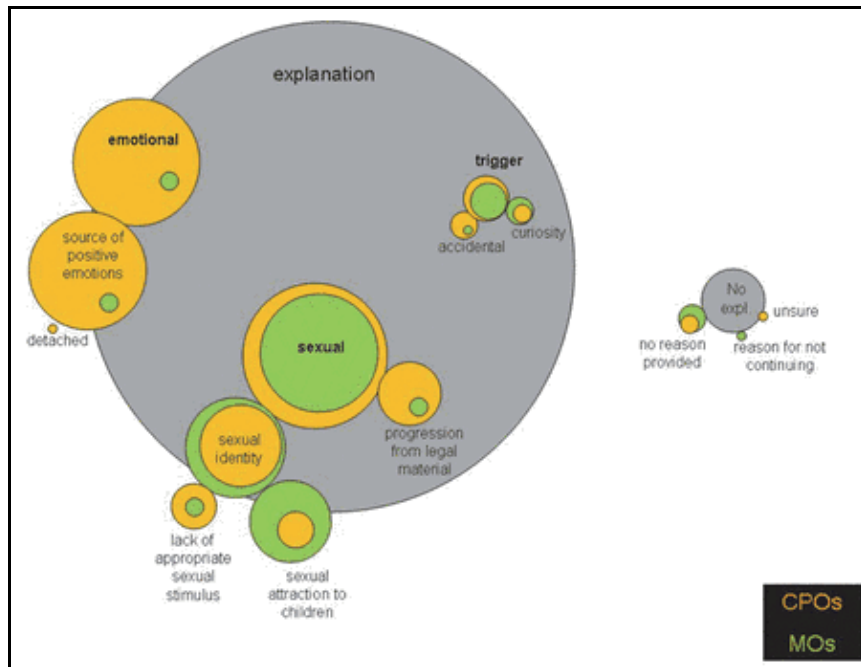 explanation
emotional
trigger
source of
positive
emotions
accidental
curiosity
detached
No
expl.
unsure
no reason
provided
reason for not
continuing
sexual
progression
from legal
material
sexual
identity
lack of
appropriate
sexual
stimulus
sexual
attraction to
children
CPOs
MOs